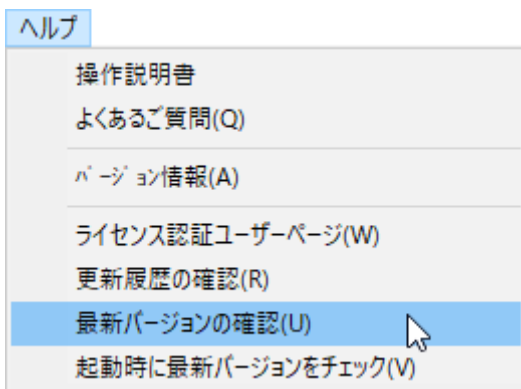 ヘルプ
操作説明書
よくあるご質問(Q)
バージョン情報(A)
ライセンス認証ユーザーページ(W)
更新履歴の確認(R)
最新バージョンの確認(U)
起動時に最新バージョンをチェック(V)